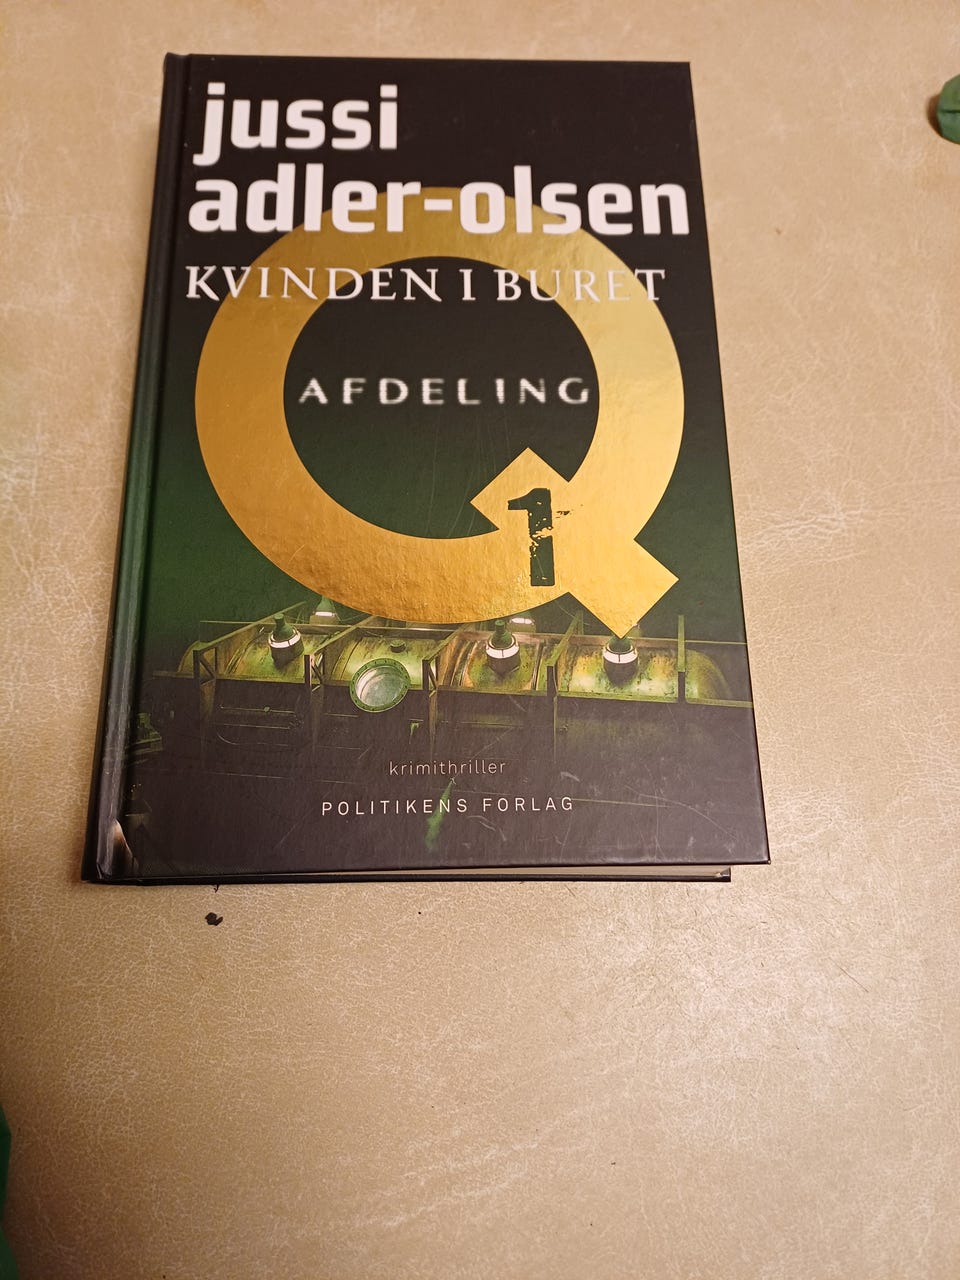 jussi
adler-olsen
KVINDEN I BURET
AFDELING
Q
1
krimithriller
POLITIKENS FORLAG